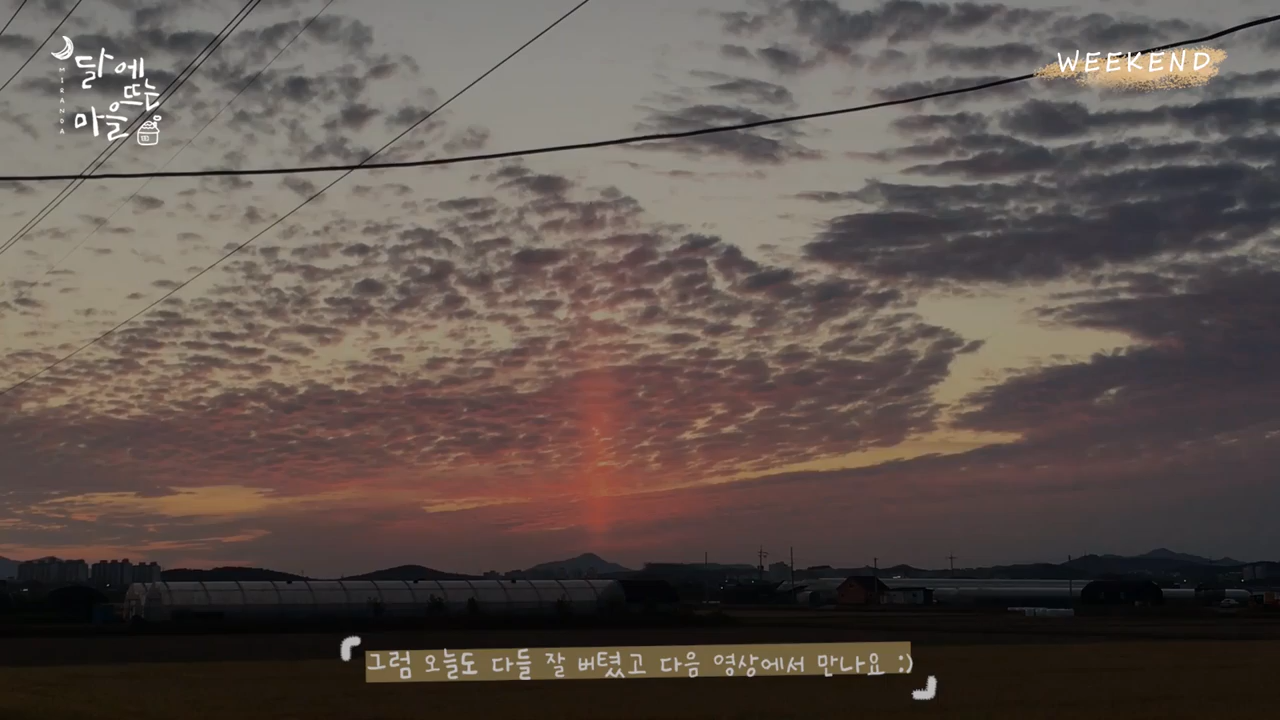 달에
뜨는
마을
MIRANDA
WEEKEND
그럼 오늘도 다들 잘 버텼고 다음 영상에서 만나요 :)